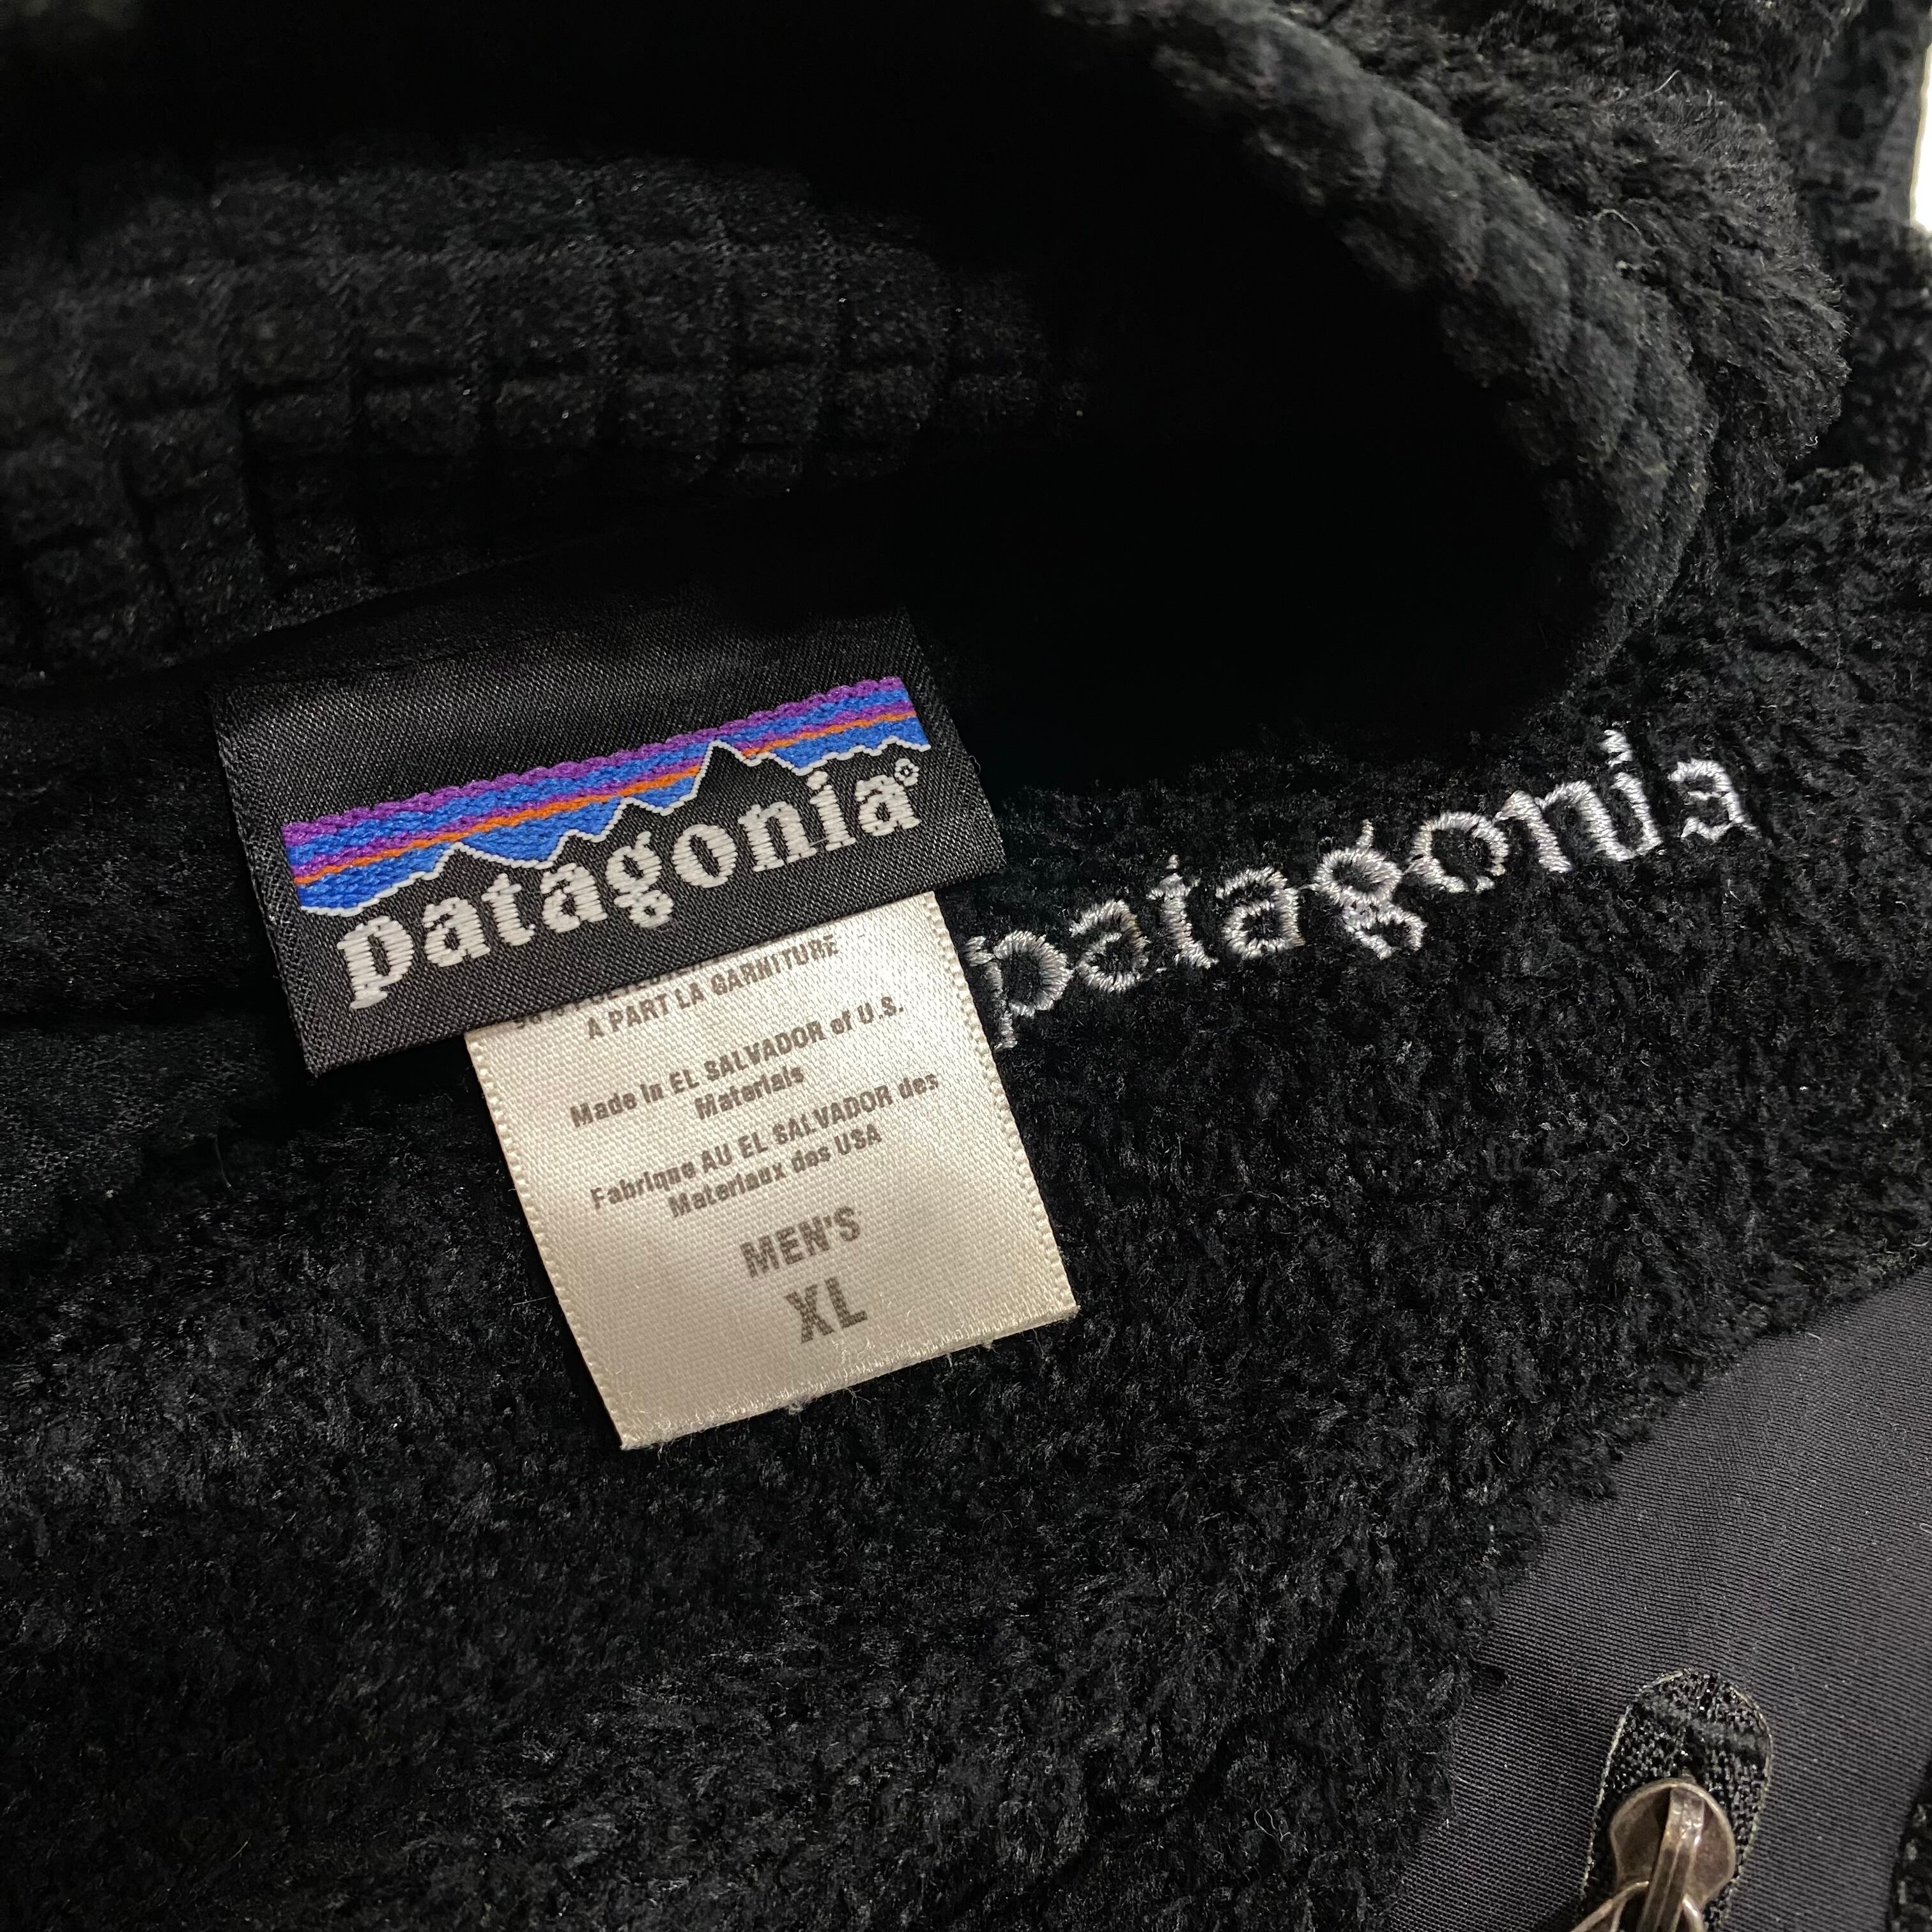 patagonia®
patagonia
A PART LA GARNITURE
Made in EL SALVADOR of U.S.
Materials
Fabrique AU EL SALVADOR des
Materiaux des USA
MEN'S
XL